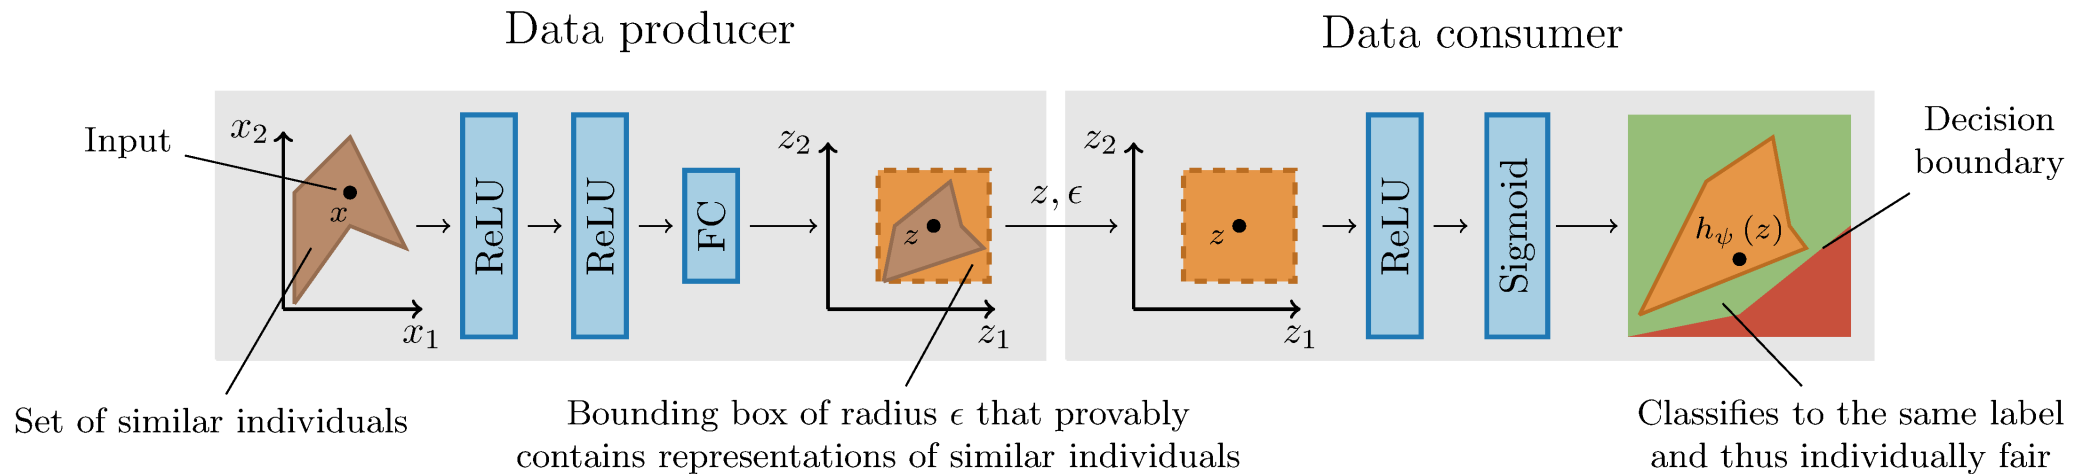 Data producer
Data consumer
Input
x₂
x
x₁
ReLU
ReLU
FC
z₂
z
z₁
z, ϵ
z₂
z
z₁
ReLU
Sigmoid
h_ψ (z)
Decision
boundary
Set of similar individuals
Bounding box of radius ϵ that provably
contains representations of similar individuals
Classifies to the same label
and thus individually fair